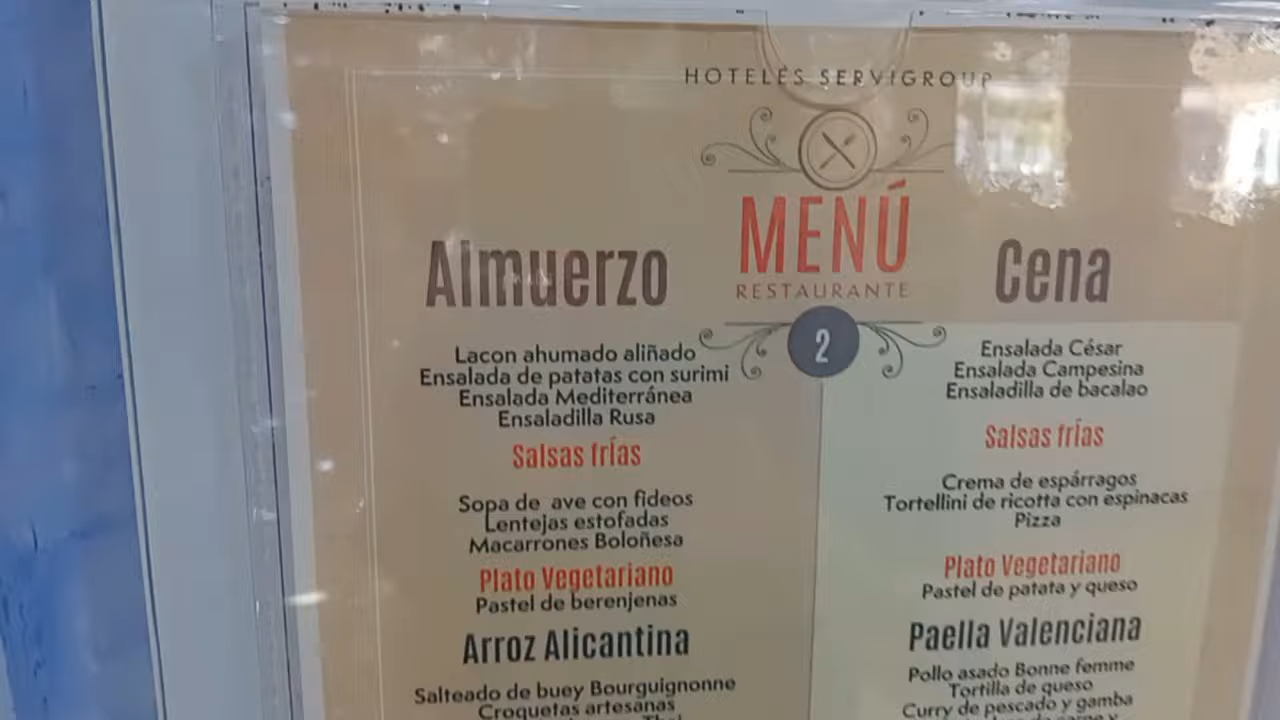 HOTELES SERVIGROUP
MENÚ
RESTAURANTE
2
Almuerzo
Lacon ahumado aliñado
Ensalada de patatas con surimi
Ensalada Mediterránea
Ensaladilla Rusa
Salsas frías
Sopa de ave con fideos
Lentejas estofadas
Macarrones Boloñesa
Plato Vegetariano
Pastel de berenjenas
Arroz Alicantina
Salteado de buey Bourguignonne
Croquetas artesanas
Cena
Ensalada César
Ensalada Campesina
Ensaladilla de bacalao
Salsas frías
Crema de espárragos
Tortellini de ricotta con espinacas
Pizza
Plato Vegetariano
Pastel de patata y queso
Paella Valenciana
Pollo asado Bonne femme
Tortilla de queso
Curry de pescado y gamba